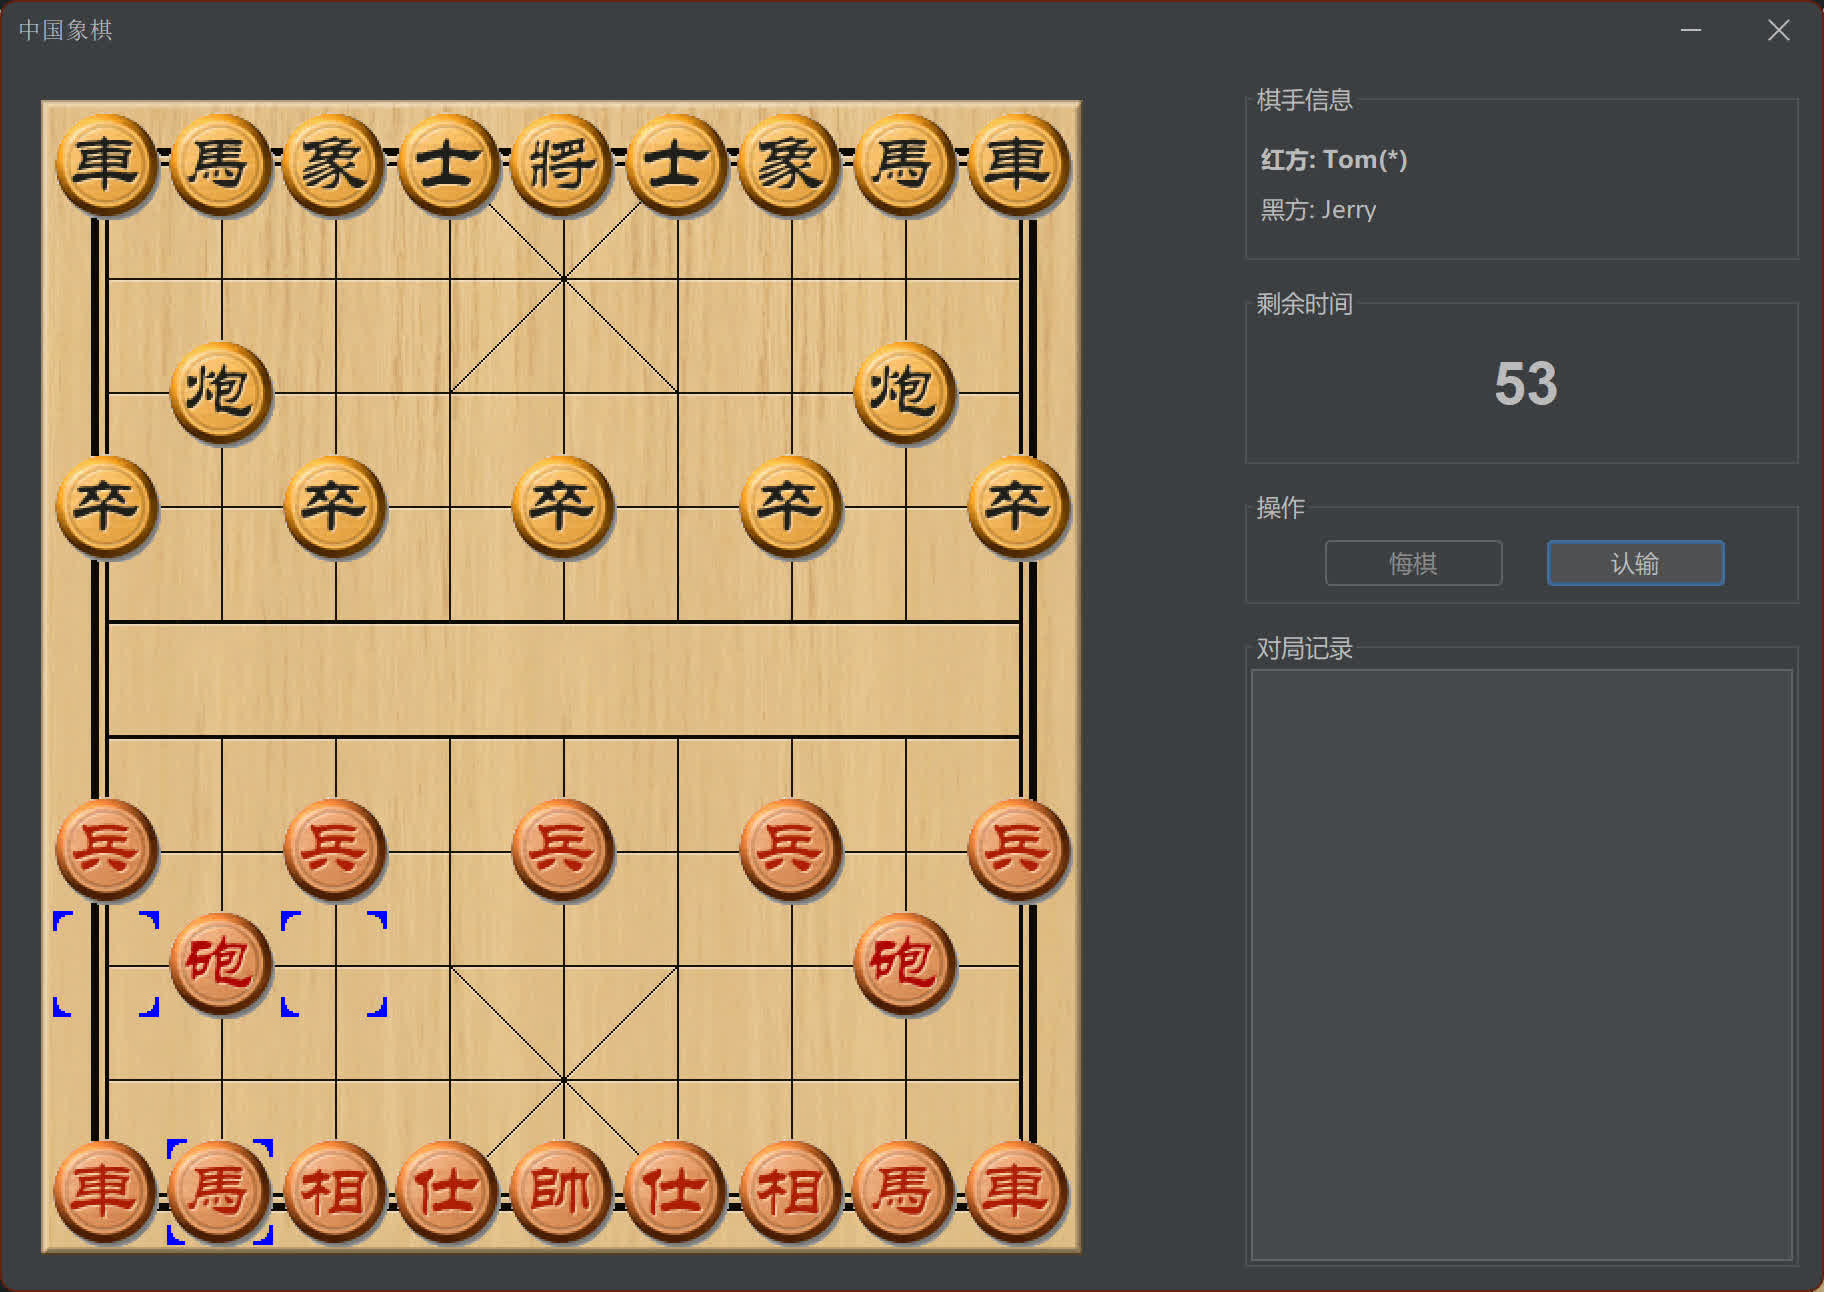 中国象棋
車 馬 象 士 將 士 象 馬 車
炮 炮
卒 卒 卒 卒 卒
兵 兵 兵 兵 兵
砲 砲
車 馬 相 仕 帥 仕 相 馬 車
棋手信息
红方: Tom(*)
黑方: Jerry
剩余时间
53
操作
悔棋 认输
对局记录